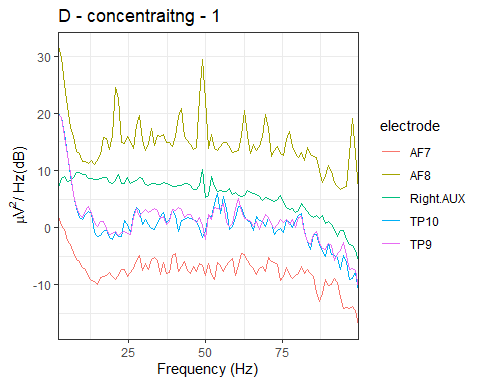 D - concentraitng - 1
μV²/ Hz(dB)
30
20
10
0
-10
25
50
75
Frequency (Hz)
electrode
AF7
AF8
Right.AUX
TP10
TP9